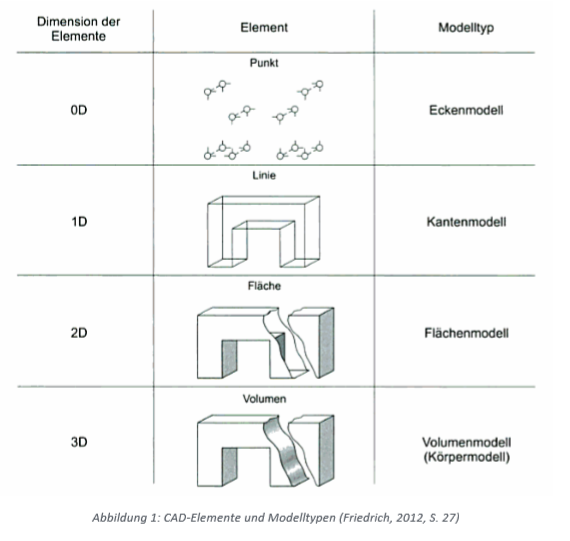 Dimension der
Elemente
Element
Modelltyp
Punkt
0D
Eckenmodell
Linie
1D
Kantenmodell
Fläche
2D
Flächenmodell
Volumen
3D
Volumenmodell
(Körpermodell)
Abbildung 1: CAD-Elemente und Modelltypen (Friedrich, 2012, S. 27)